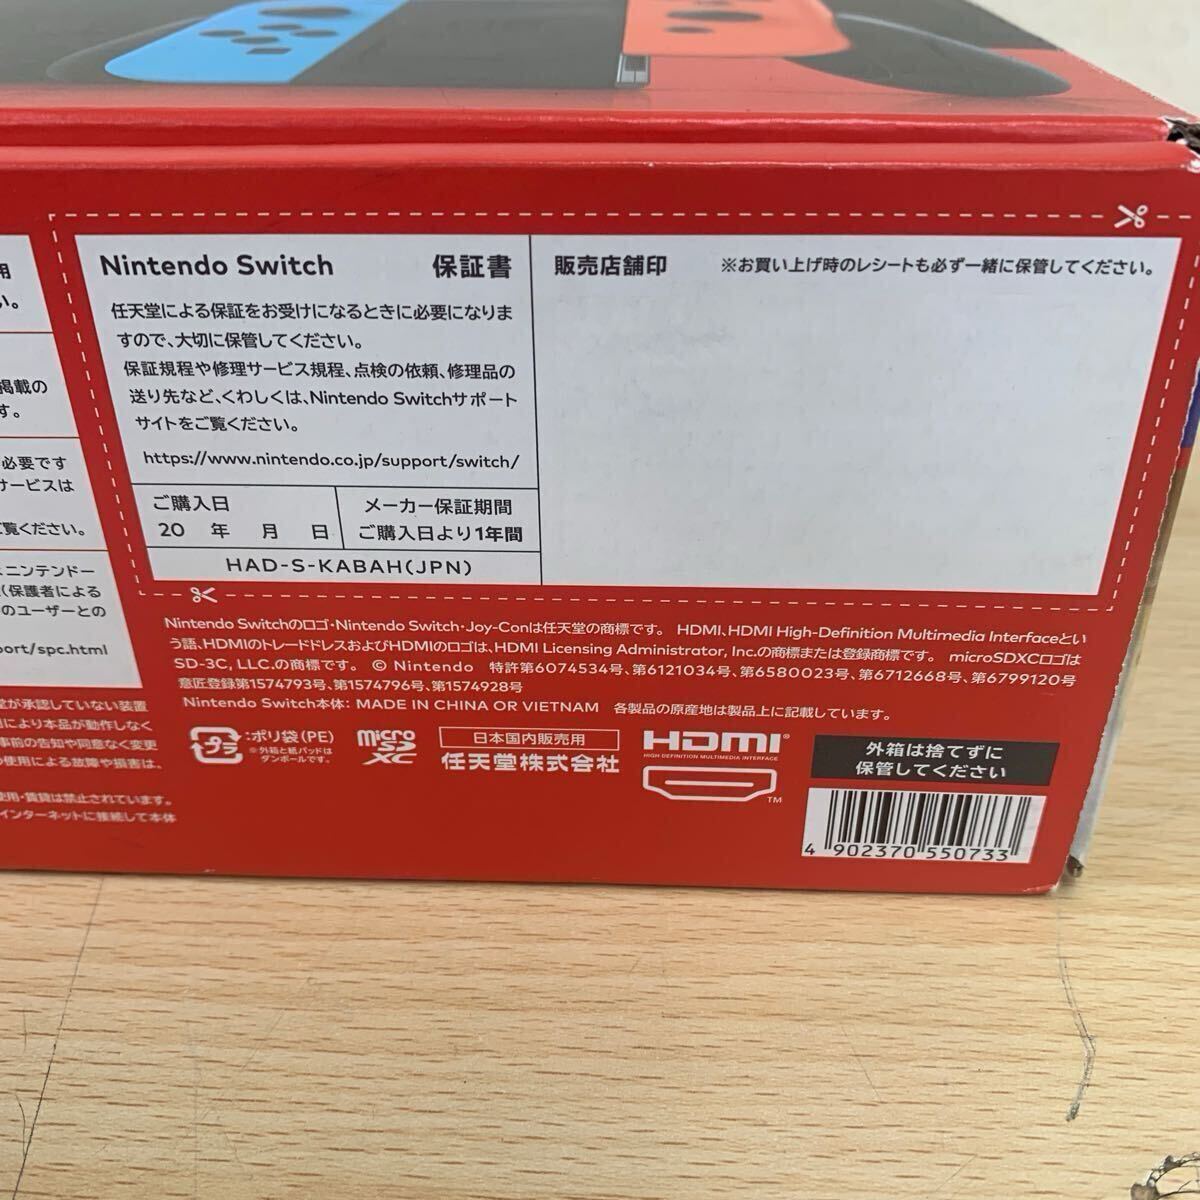 Nintendo Switch 保証書
任天堂による保証をお受けになるときに必要になりま
すので、大切に保管してください。
保証規程や修理サービス規程、点検の依頼、修理品の
送り先など、くわしくは、Nintendo Switchサポート
サイトをご覧ください。
https://www.nintendo.co.jp/support/switch/
ご購入日
20 年 月 日
メーカー保証期間
ご購入日より1年間
HAD-S-KABAH(JPN)
販売店舗印 ※お買い上げ時のレシートも必ず一緒に保管してください。
用
い。
掲載の
す。
必要です
サービスは
ご覧ください。
ニンテンドー
(保護者による
のユーザーとの
port/spc.html
堂が承認していない装置
により本品が動作しなく
事前の告知や同意なく変更
使用による故障や損害は、
使用・賃貸は禁止されています。
インターネットに接続して本体
Nintendo Switchのロゴ・Nintendo Switch・Joy-Conは任天堂の商標です。 HDMI、HDMI High-Definition Multimedia Interfaceとい
う語、HDMIのトレードドレスおよびHDMIのロゴは、HDMI Licensing Administrator, Inc.の商標または登録商標です。 microSDXCロゴは
SD-3C, LLC.の商標です。 © Nintendo 特許第6074534号、第6121034号、第6580023号、第6712668号、第6799120号
意匠登録第1574793号、第1574796号、第1574928号
Nintendo Switch本体: MADE IN CHINA OR VIETNAM 各製品の原産地は製品上に記載しています。
プラ
:ポリ袋(PE)
※外箱と紙パッドは
ダンボールです。
micro SD XC
日本国内販売用
任天堂株式会社
HDMI®
HIGH DEFINITION MULTIMEDIA INTERFACE
TM
外箱は捨てずに
保管してください
4 902370 550733